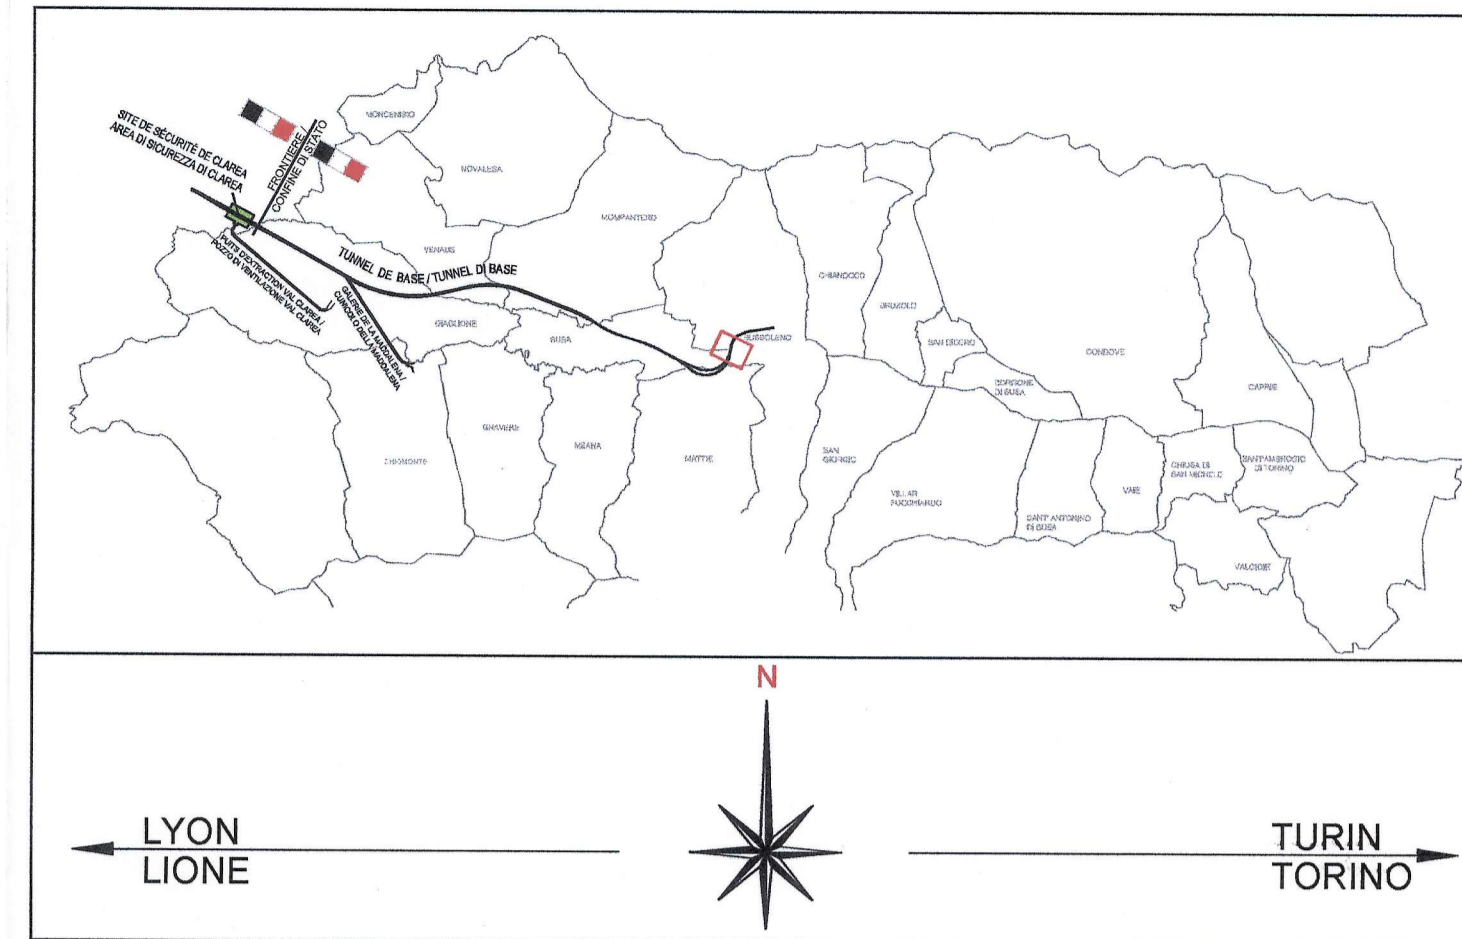 SITE DE SÉCURITÉ DE CLAREA
AREA DI SICUREZZA DI CLAREA
FRONTIERE /
CONFINE DI STATO
MONCENISIO
NOVALESA
MOMPANTERO
VENAUS
TUNNEL DE BASE / TUNNEL DI BASE
PUITS D'EXTRACTION VAL CLAREA /
POZZO DI VENTILAZIONE VAL CLAREA
GALERIE DE LA MADDALENA /
CUNICOLO DELLA MADDALENA
GIAGLIONE
SUSA
BUSSOLENO
CHIANOCCO
BRUZOLO
SAN DIDERO
BORGONE
DI SUSA
CONDOVE
CAPRIE
CHIOMONTE
GRAVERE
MEANA
MATTIE
SAN
GIORGIO
VILLAR
FOCCHIARDO
SANT' ANTONINO
DI SUSA
VAIE
CHIUSA DI
SAN MICHELE
SANT'AMBROGIO
DI TORINO
VALGIOIE
N
LYON
LIONE
TURIN
TORINO